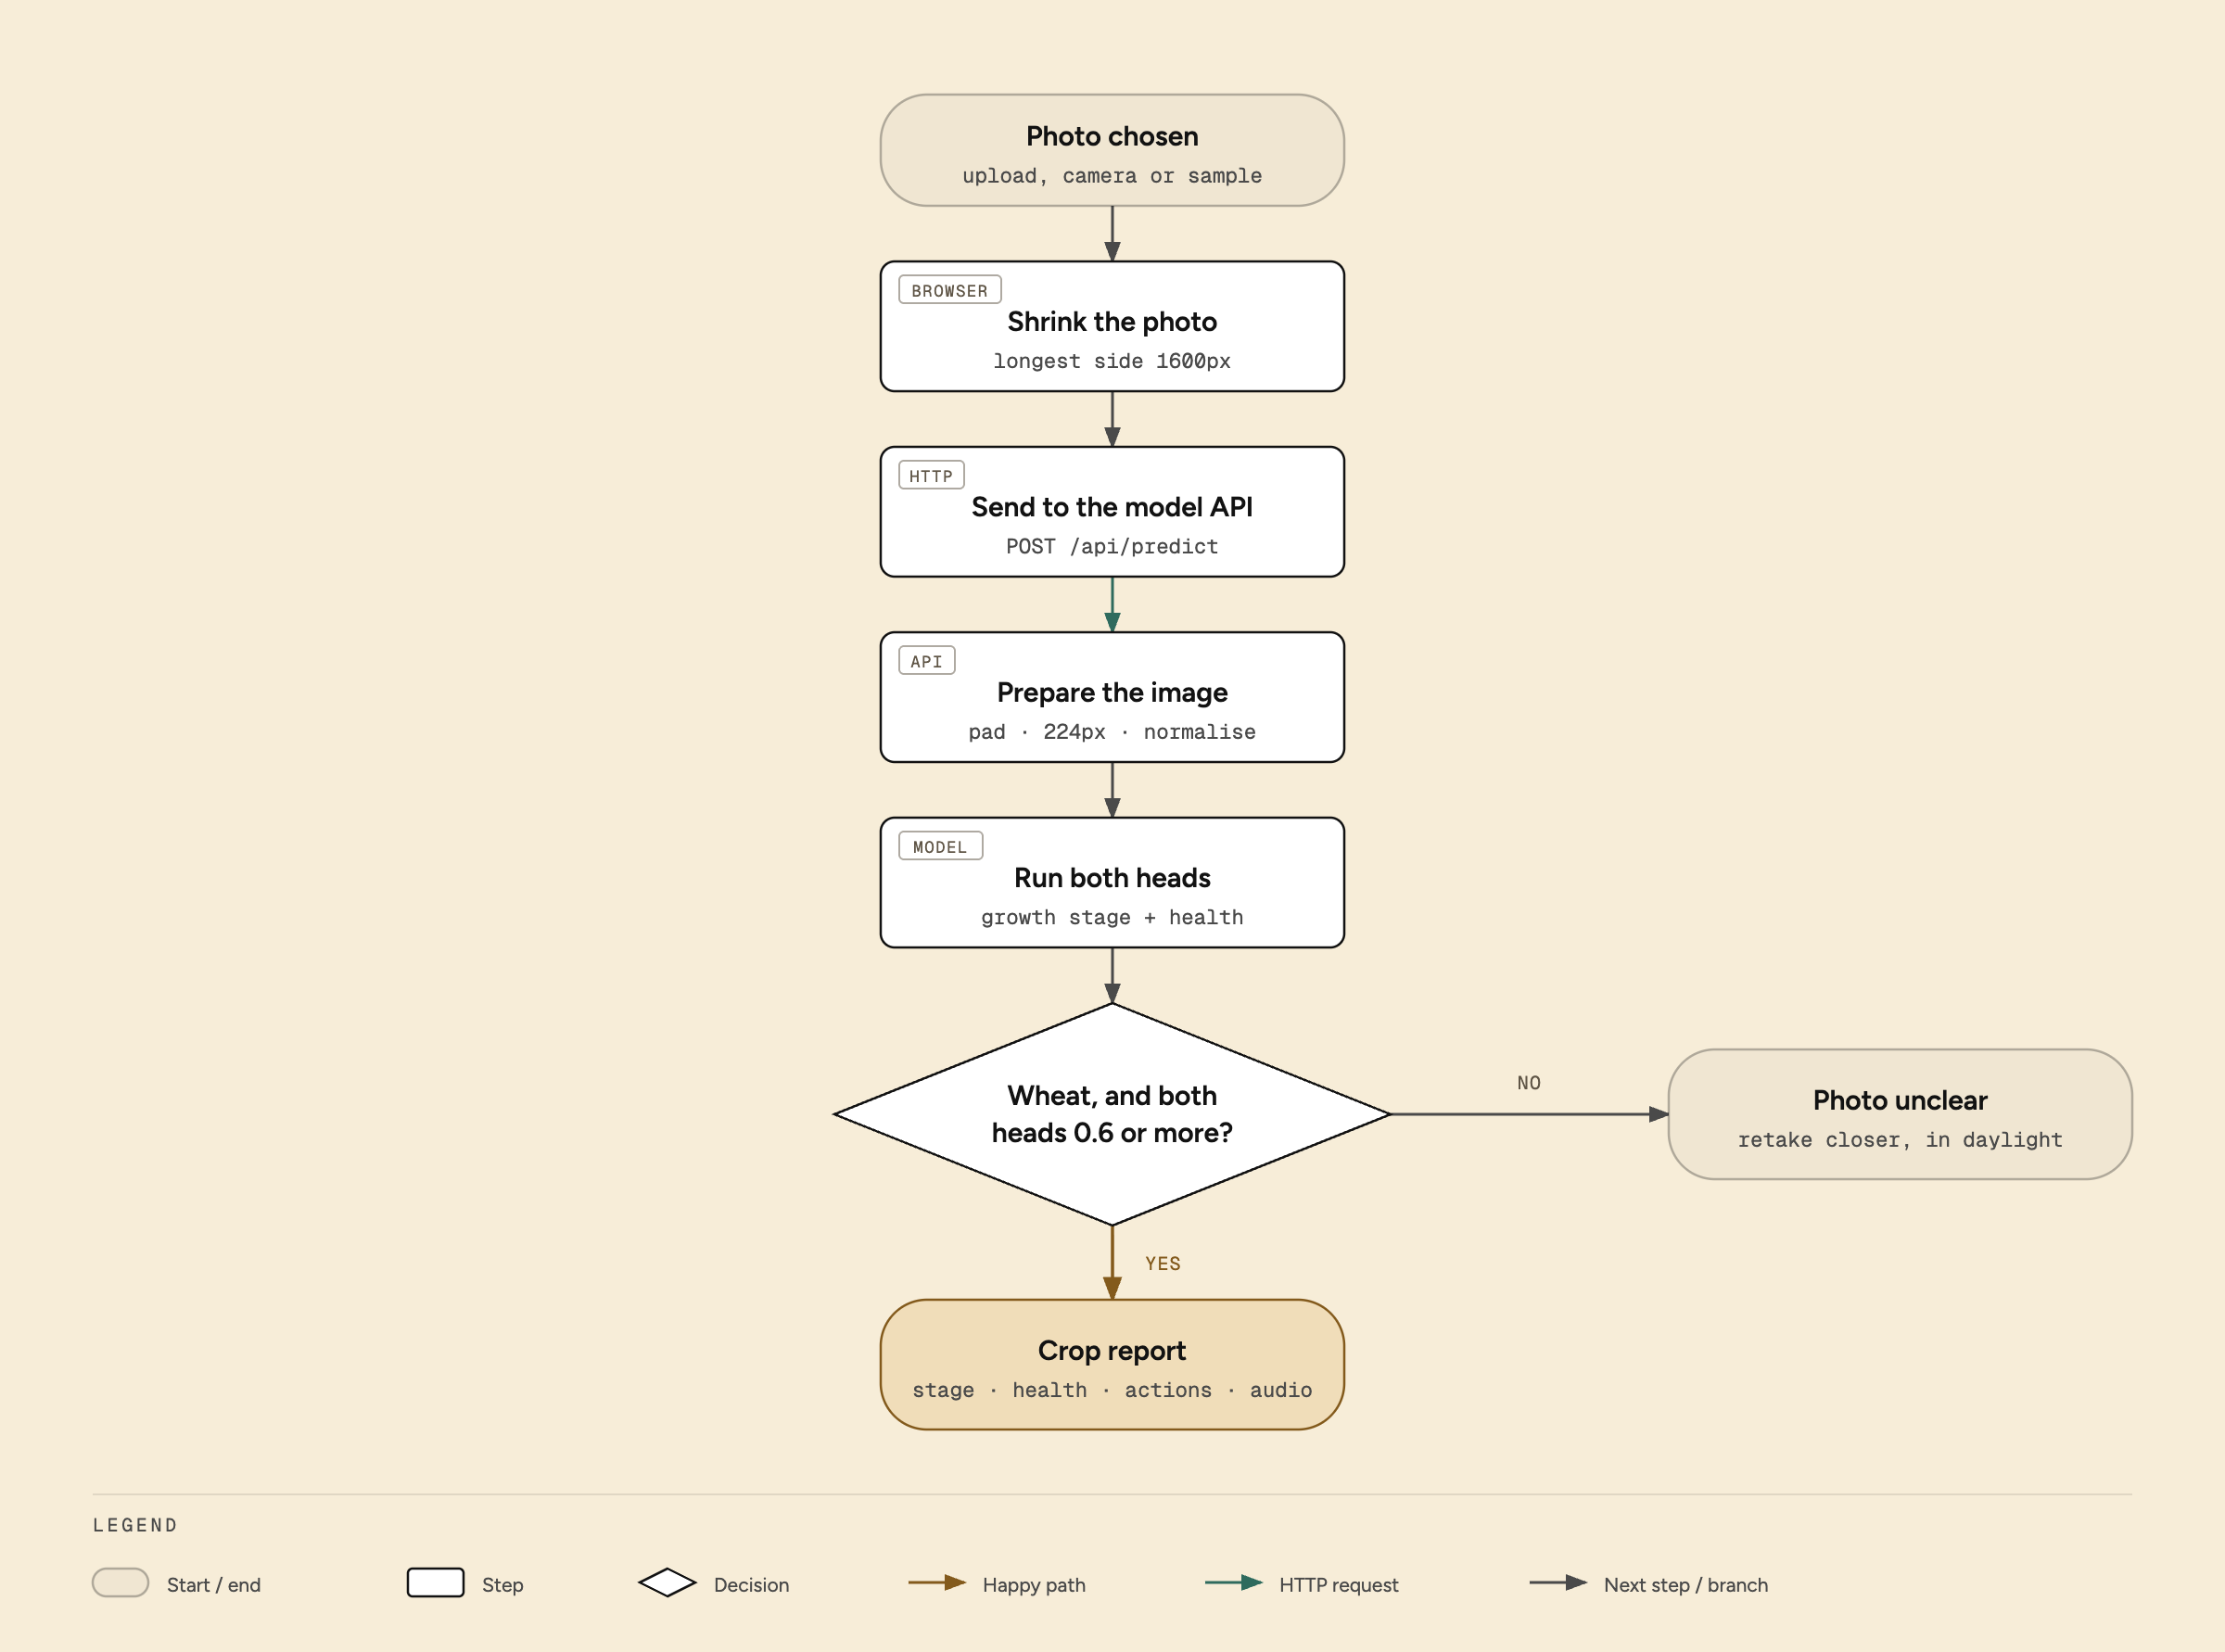 Photo chosen
upload, camera or sample
BROWSER
Shrink the photo
longest side 1600px
HTTP
Send to the model API
POST /api/predict
API
Prepare the image
pad · 224px · normalise
MODEL
Run both heads
growth stage + health
Wheat, and both
heads 0.6 or more?
NO
Photo unclear
retake closer, in daylight
YES
Crop report
stage · health · actions · audio
LEGEND
Start / end
Step
Decision
Happy path
HTTP request
Next step / branch